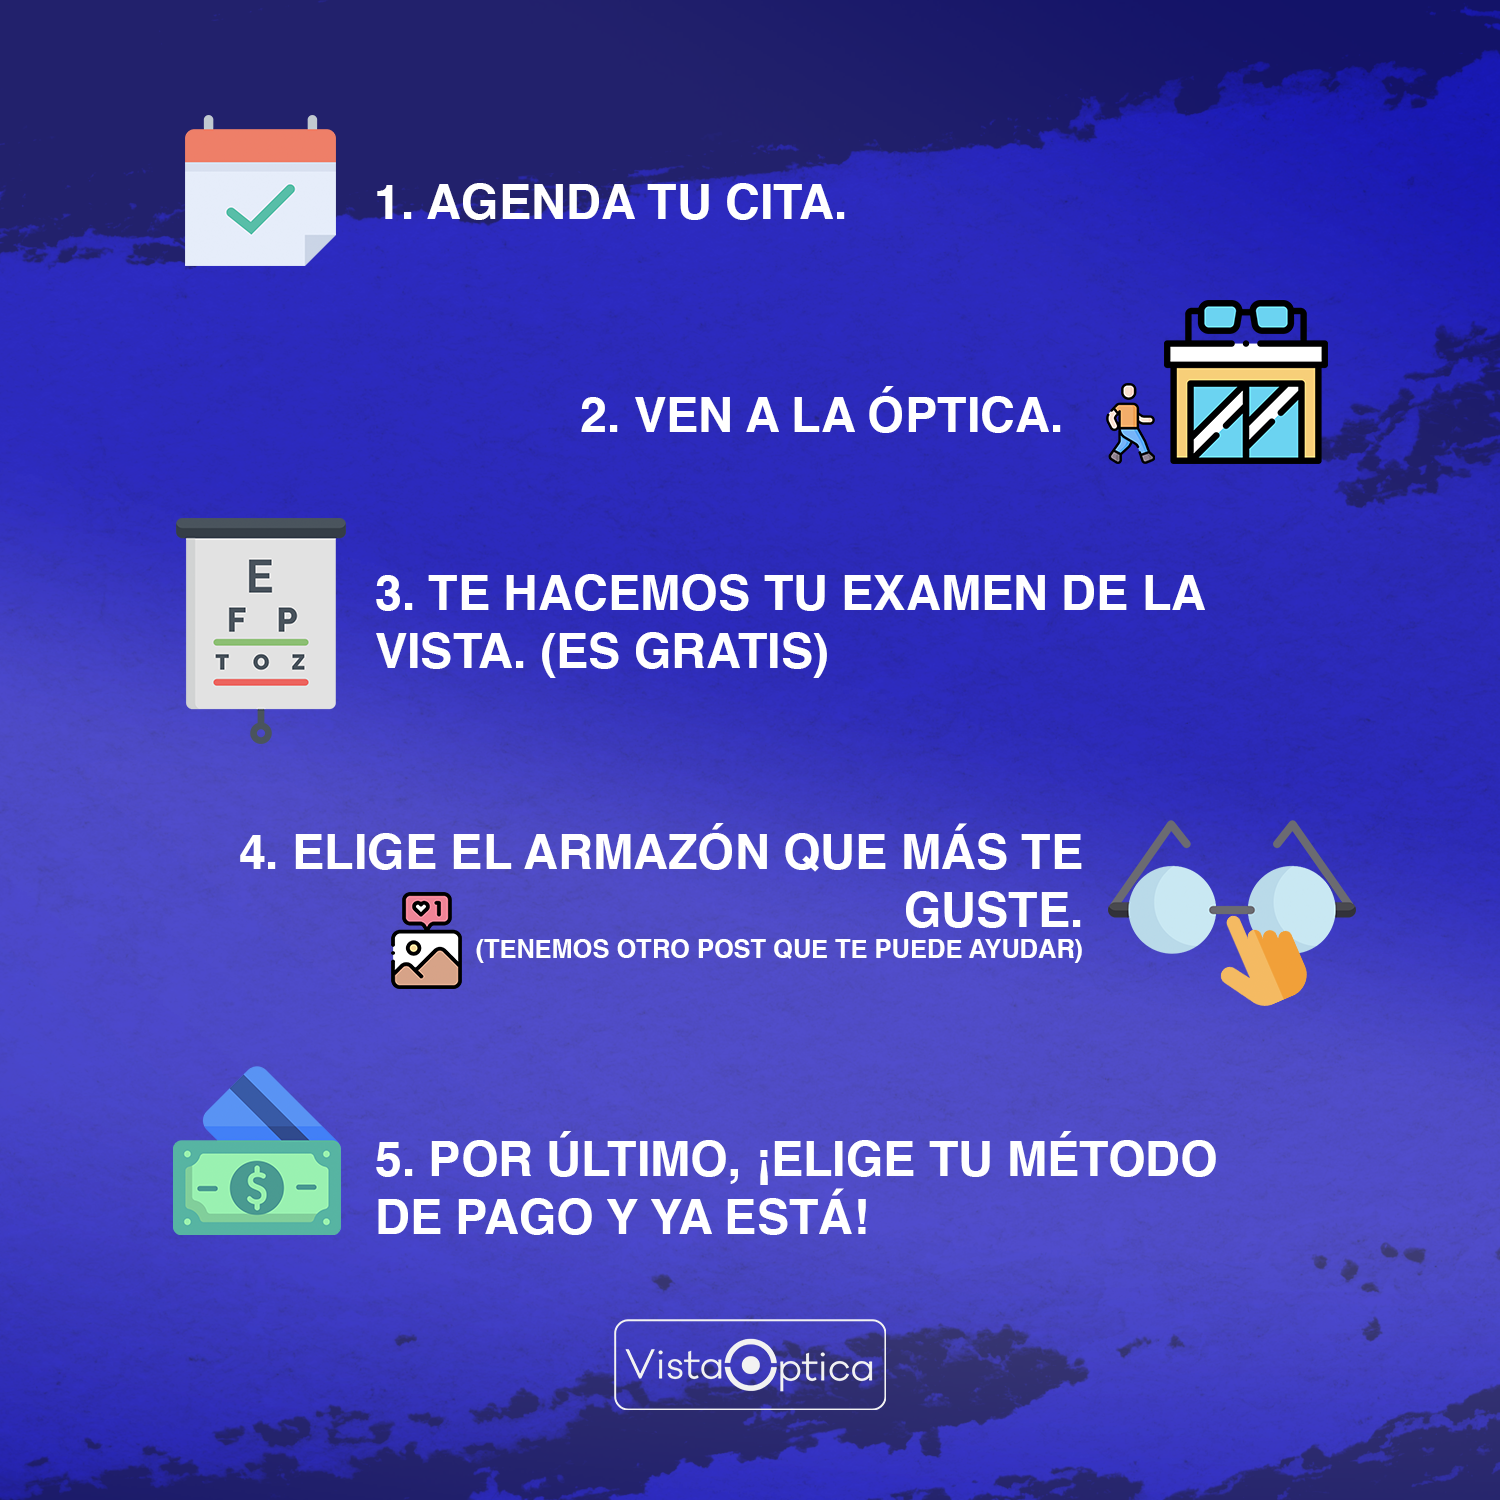 1. AGENDA TU CITA.
2. VEN A LA ÓPTICA.
E
F P
T O Z
3. TE HACEMOS TU EXAMEN DE LA
VISTA. (ES GRATIS)
4. ELIGE EL ARMAZÓN QUE MÁS TE
GUSTE.
1
(TENEMOS OTRO POST QUE TE PUEDE AYUDAR)
$
5. POR ÚLTIMO, ¡ELIGE TU MÉTODO
DE PAGO Y YA ESTÁ!
VistaOptica